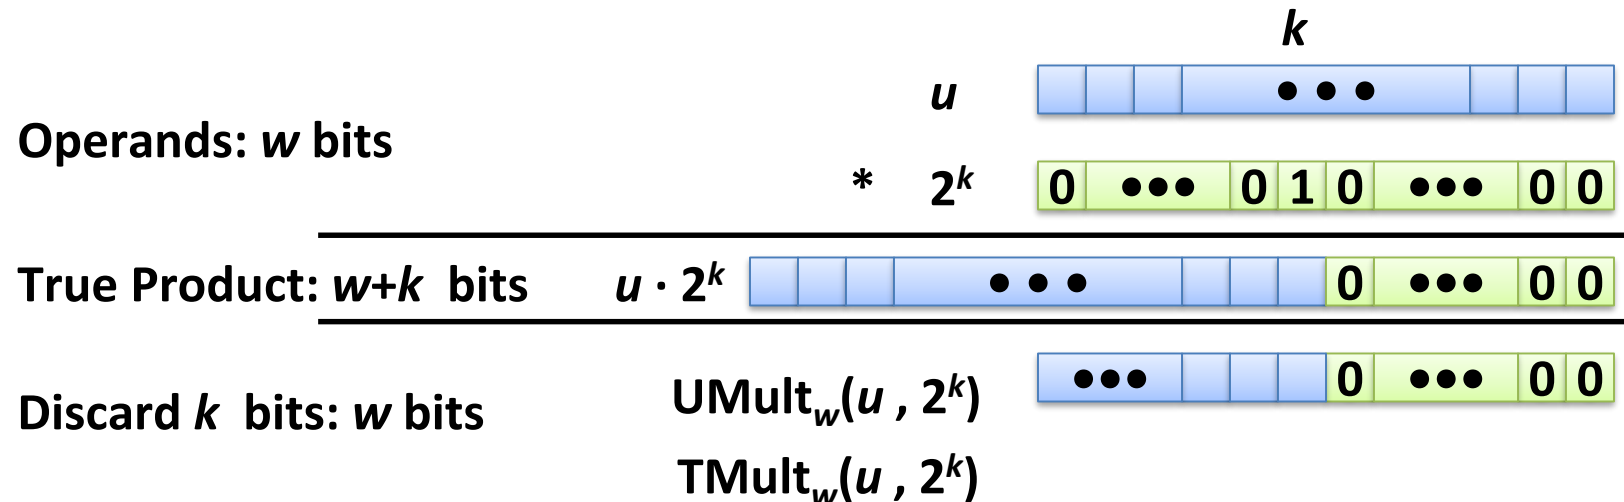 k
u • • •
Operands: w bits
* 2^k 0 ••• 0 1 0 ••• 0 0
True Product: w+k bits u · 2^k • • • 0 ••• 0 0
Discard k bits: w bits UMult_w(u , 2^k) ••• 0 ••• 0 0
TMult_w(u , 2^k)